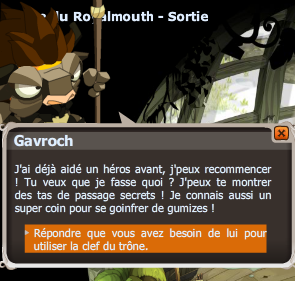 du Royalmouth - Sortie
Gavroch
J'ai déjà aidé un héros avant, j'peux recommencer
! Tu veux que je fasse quoi ? J'peux te montrer
des tas de passage secrets ! Je connais aussi un
super coin pour se goinfrer de gumizes !
Répondre que vous avez besoin de lui pour
utiliser la clef du trône.